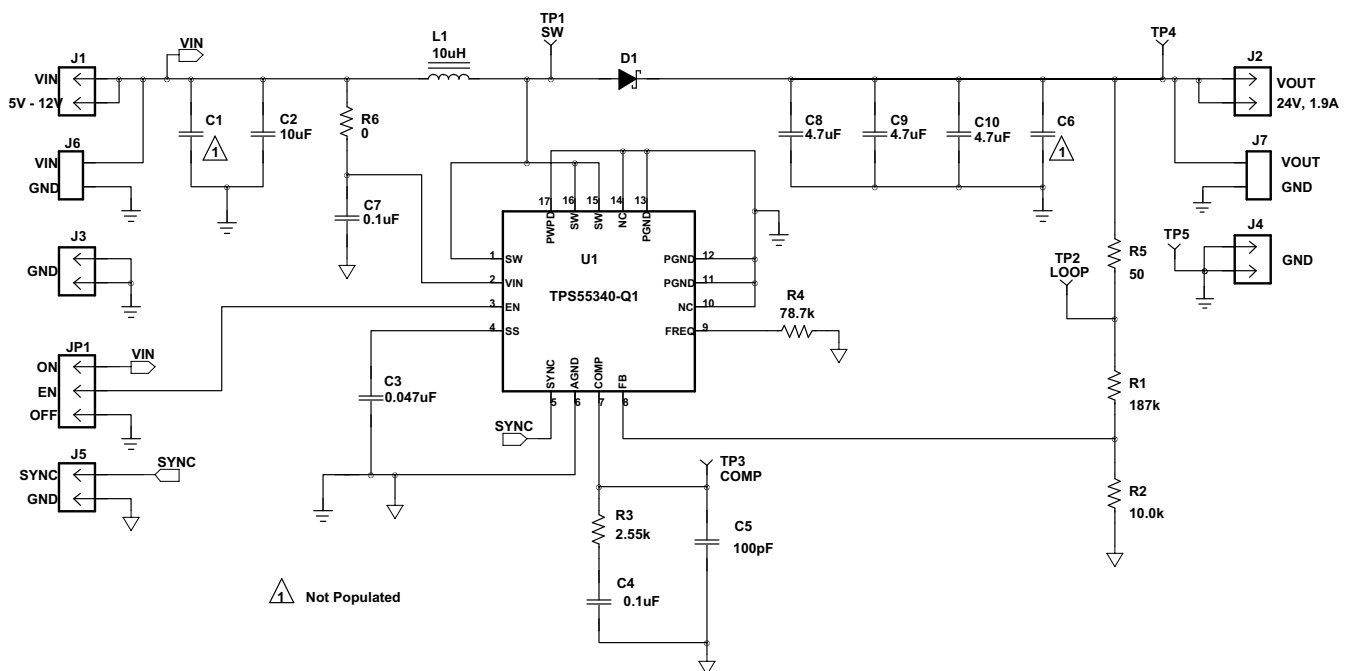 TP1
SW
TP4
VIN
L1
10uH
J1
D1
J2
VIN
5V - 12V
VOUT
24V, 1.9A
C1
1
C2
10uF
R6
0
C8
4.7uF
C9
4.7uF
C10
4.7uF
C6
1
J6
VIN
GND
J7
VOUT
GND
C7
0.1uF
17
16
15
14
13
PWPD
SW
SW
NC
PGND
J3
GND
U1
TPS55340-Q1
1
SW
2
VIN
3
EN
4
SS
PGND
12
PGND
11
NC
10
FREQ
9
R4
78.7k
TP2
LOOP
R5
50
TP5
J4
GND
JP1
ON
EN
OFF
VIN
C3
0.047uF
SYNC
AGND
COMP
FB
5
6
7
8
SYNC
R1
187k
J5
SYNC
GND
SYNC
TP3
COMP
R2
10.0k
R3
2.55k
C5
100pF
C4
0.1uF
1
Not Populated